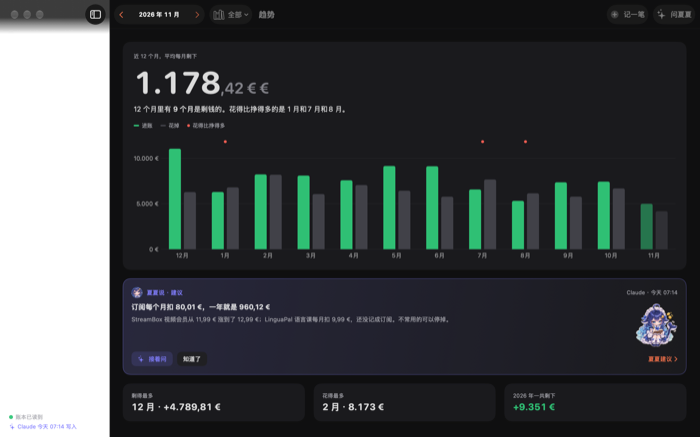 2026 年 11 月
全部
趋势
记一笔
问夏夏
近 12 个月，平均每月剩下
1.178,42 € €
12 个月里有 9 个月是剩钱的。花得比挣得多的是 1 月和 7 月和 8 月。
进账
花掉
花得比挣得多
10.000 €
5.000 €
0 €
12月
1月
2月
3月
4月
5月
6月
7月
8月
9月
10月
11月
夏夏说 · 建议
Claude · 今天 07:14
订阅每个月扣 80,01 €，一年就是 960,12 €
StreamBox 视频会员从 11,99 € 涨到了 12,99 €；LinguaPal 语言课每月扣 9,99 €，还没记成订阅。不常用的可以停掉。
接着问
知道了
夏夏建议
剩得最多
12 月 · +4.789,81 €
花得最多
2 月 · 8.173 €
2026 年一共剩下
+9.351 €
Claude 今天 07:14 写入